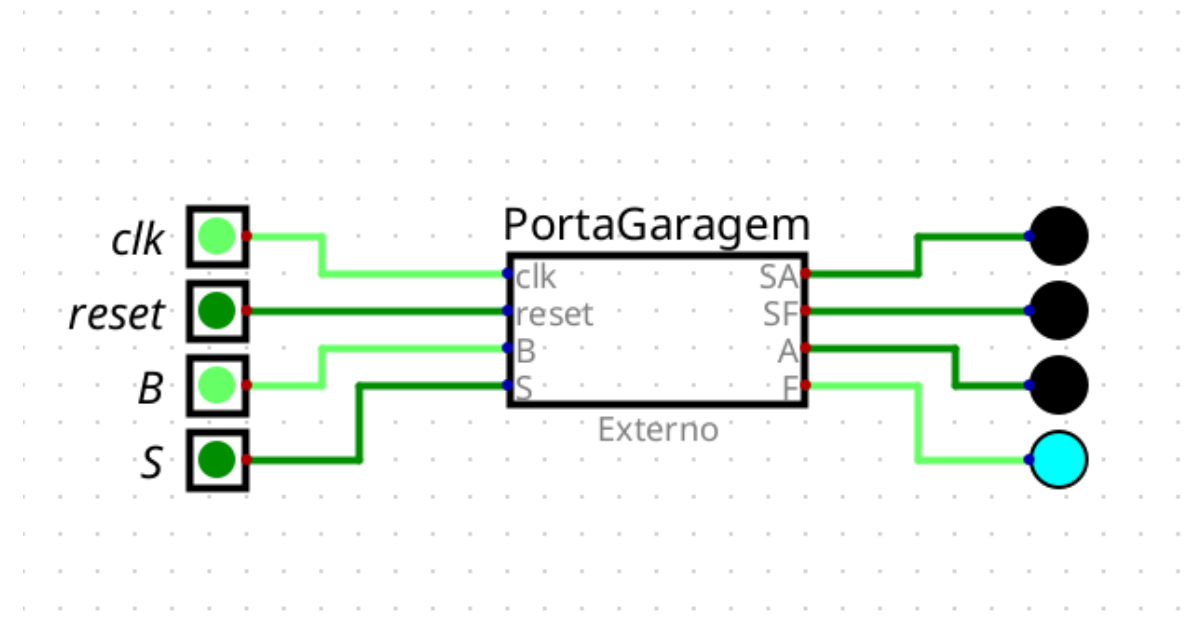 PortaGaragem
clk
clk
SA
reset
reset
SF
B
B
A
S
S
F
Externo